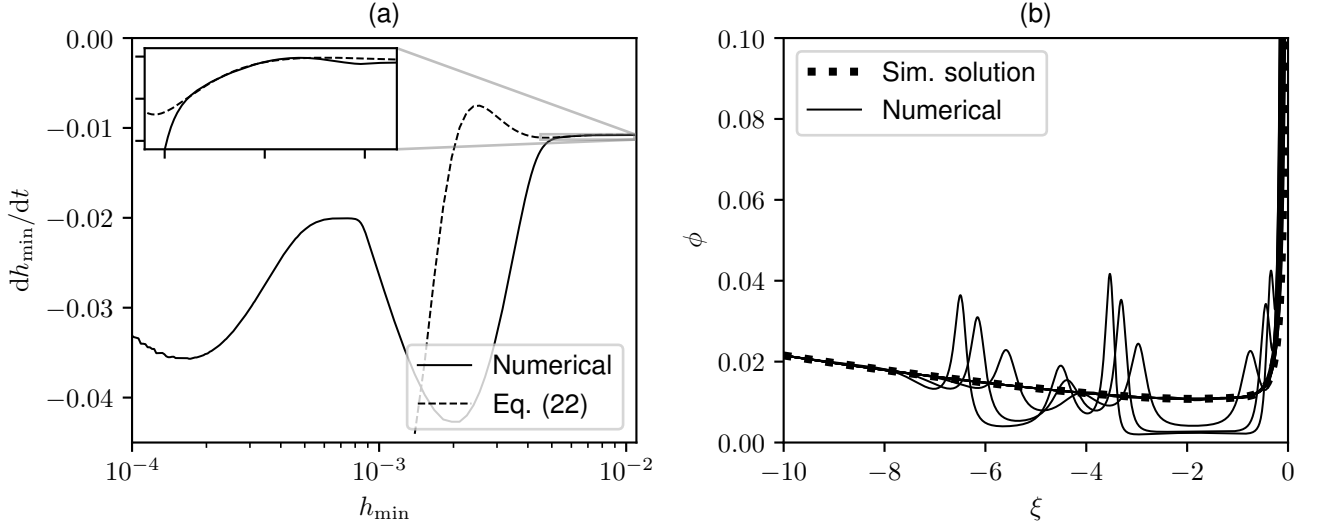 (a)
0.00
−0.01
−0.02
−0.03
−0.04
dh_min/dt
10^−4
10^−3
10^−2
h_min
Numerical
Eq. (22)
(b)
0.10
0.08
0.06
0.04
0.02
0.00
ϕ
−10
−8
−6
−4
−2
0
ξ
Sim. solution
Numerical